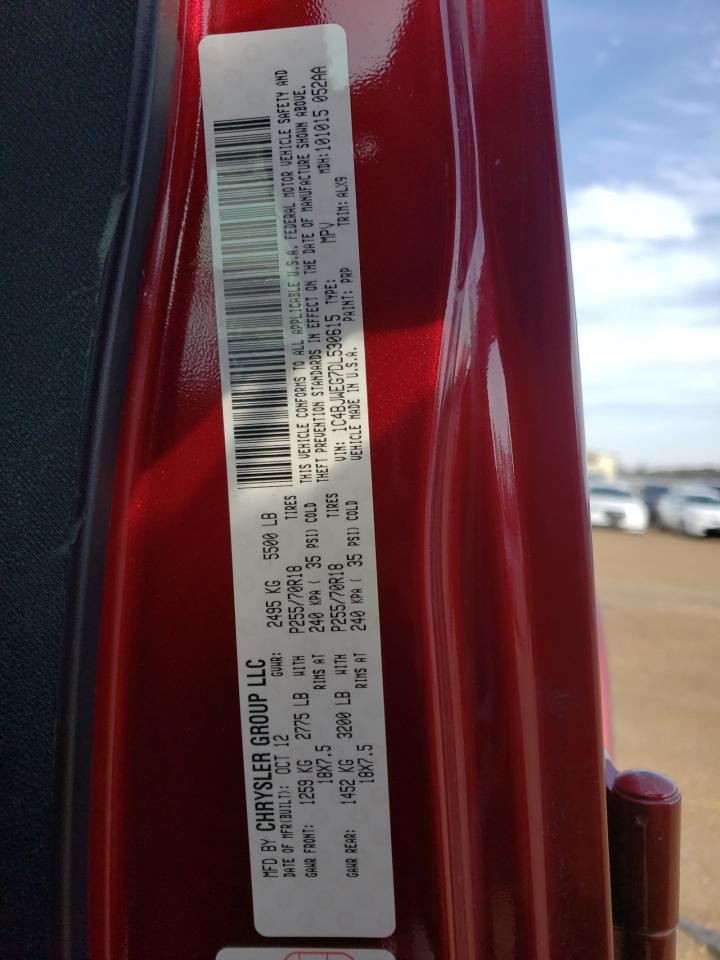 MFD BY CHRYSLER GROUP LLC
DATE OF MFR(BUILT): OCT 12 GVWR: 2495 KG 5500 LB
GAWR FRONT: 1259 KG 2775 LB WITH P255/70R18 TIRES
18X7.5 RIMS AT 240 KPA ( 35 PSI) COLD
GAWR REAR: 1452 KG 3200 LB WITH P255/70R18 TIRES
18X7.5 RIMS AT 240 KPA ( 35 PSI) COLD
THIS VEHICLE CONFORMS TO ALL APPLICABLE U.S.A. FEDERAL MOTOR VEHICLE SAFETY AND
THEFT PREVENTION STANDARDS IN EFFECT ON THE DATE OF MANUFACTURE SHOWN ABOVE.
VIN: 1C4BJWEG7DL530615 TYPE: MPV MDH:101015 052AA
VEHICLE MADE IN U.S.A. PAINT: PRP TRIM: ALX9